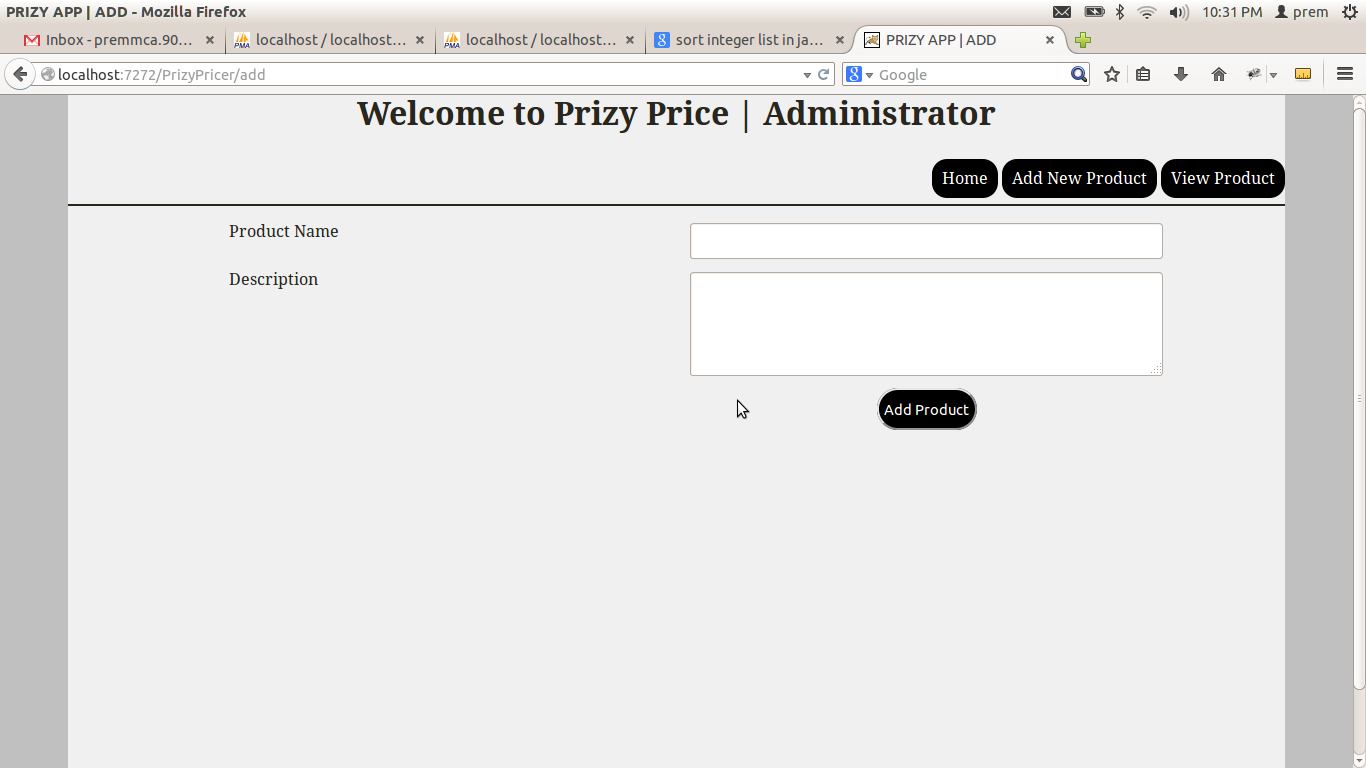 PRIZY APP | ADD - Mozilla Firefox
10:31 PM prem
Inbox - premmca.90...
localhost / localhost...
localhost / localhost...
sort integer list in ja...
PRIZY APP | ADD
localhost:7272/PrizyPricer/add
Google
Welcome to Prizy Price | Administrator
Home
Add New Product
View Product
Product Name
Description
Add Product